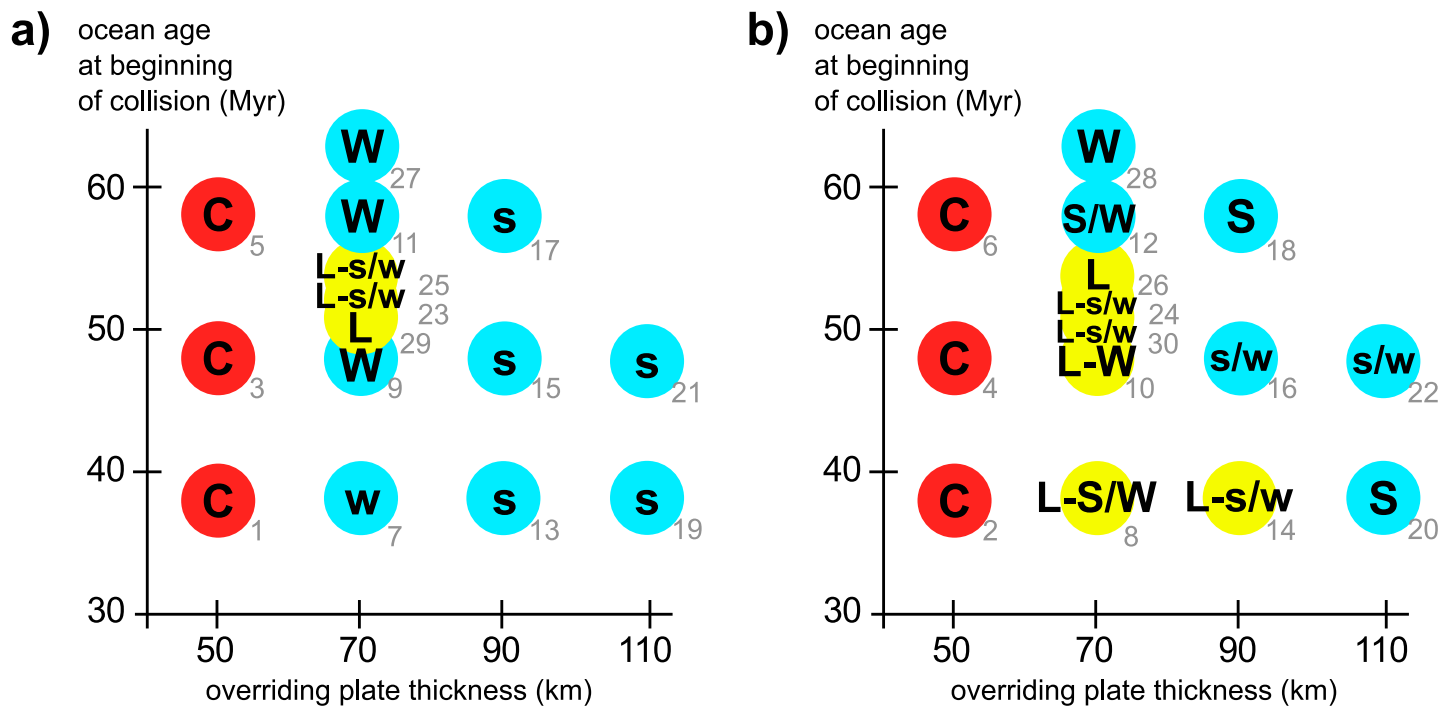 a) ocean age
at beginning
of collision (Myr)
W
27
60
C
5
W
11
s
17
L-s/w
25
L-s/w
23
L
29
50
C
3
W
9
s
15
s
21
40
C
1
w
7
s
13
s
19
30
50 70 90 110
overriding plate thickness (km)
b) ocean age
at beginning
of collision (Myr)
W
28
60
C
6
S/W
12
S
18
L
26
L-s/w
24
L-s/w
30
50
C
4
L-W
10
s/w
16
s/w
22
40
C
2
L-S/W
8
L-s/w
14
S
20
30
50 70 90 110
overriding plate thickness (km)